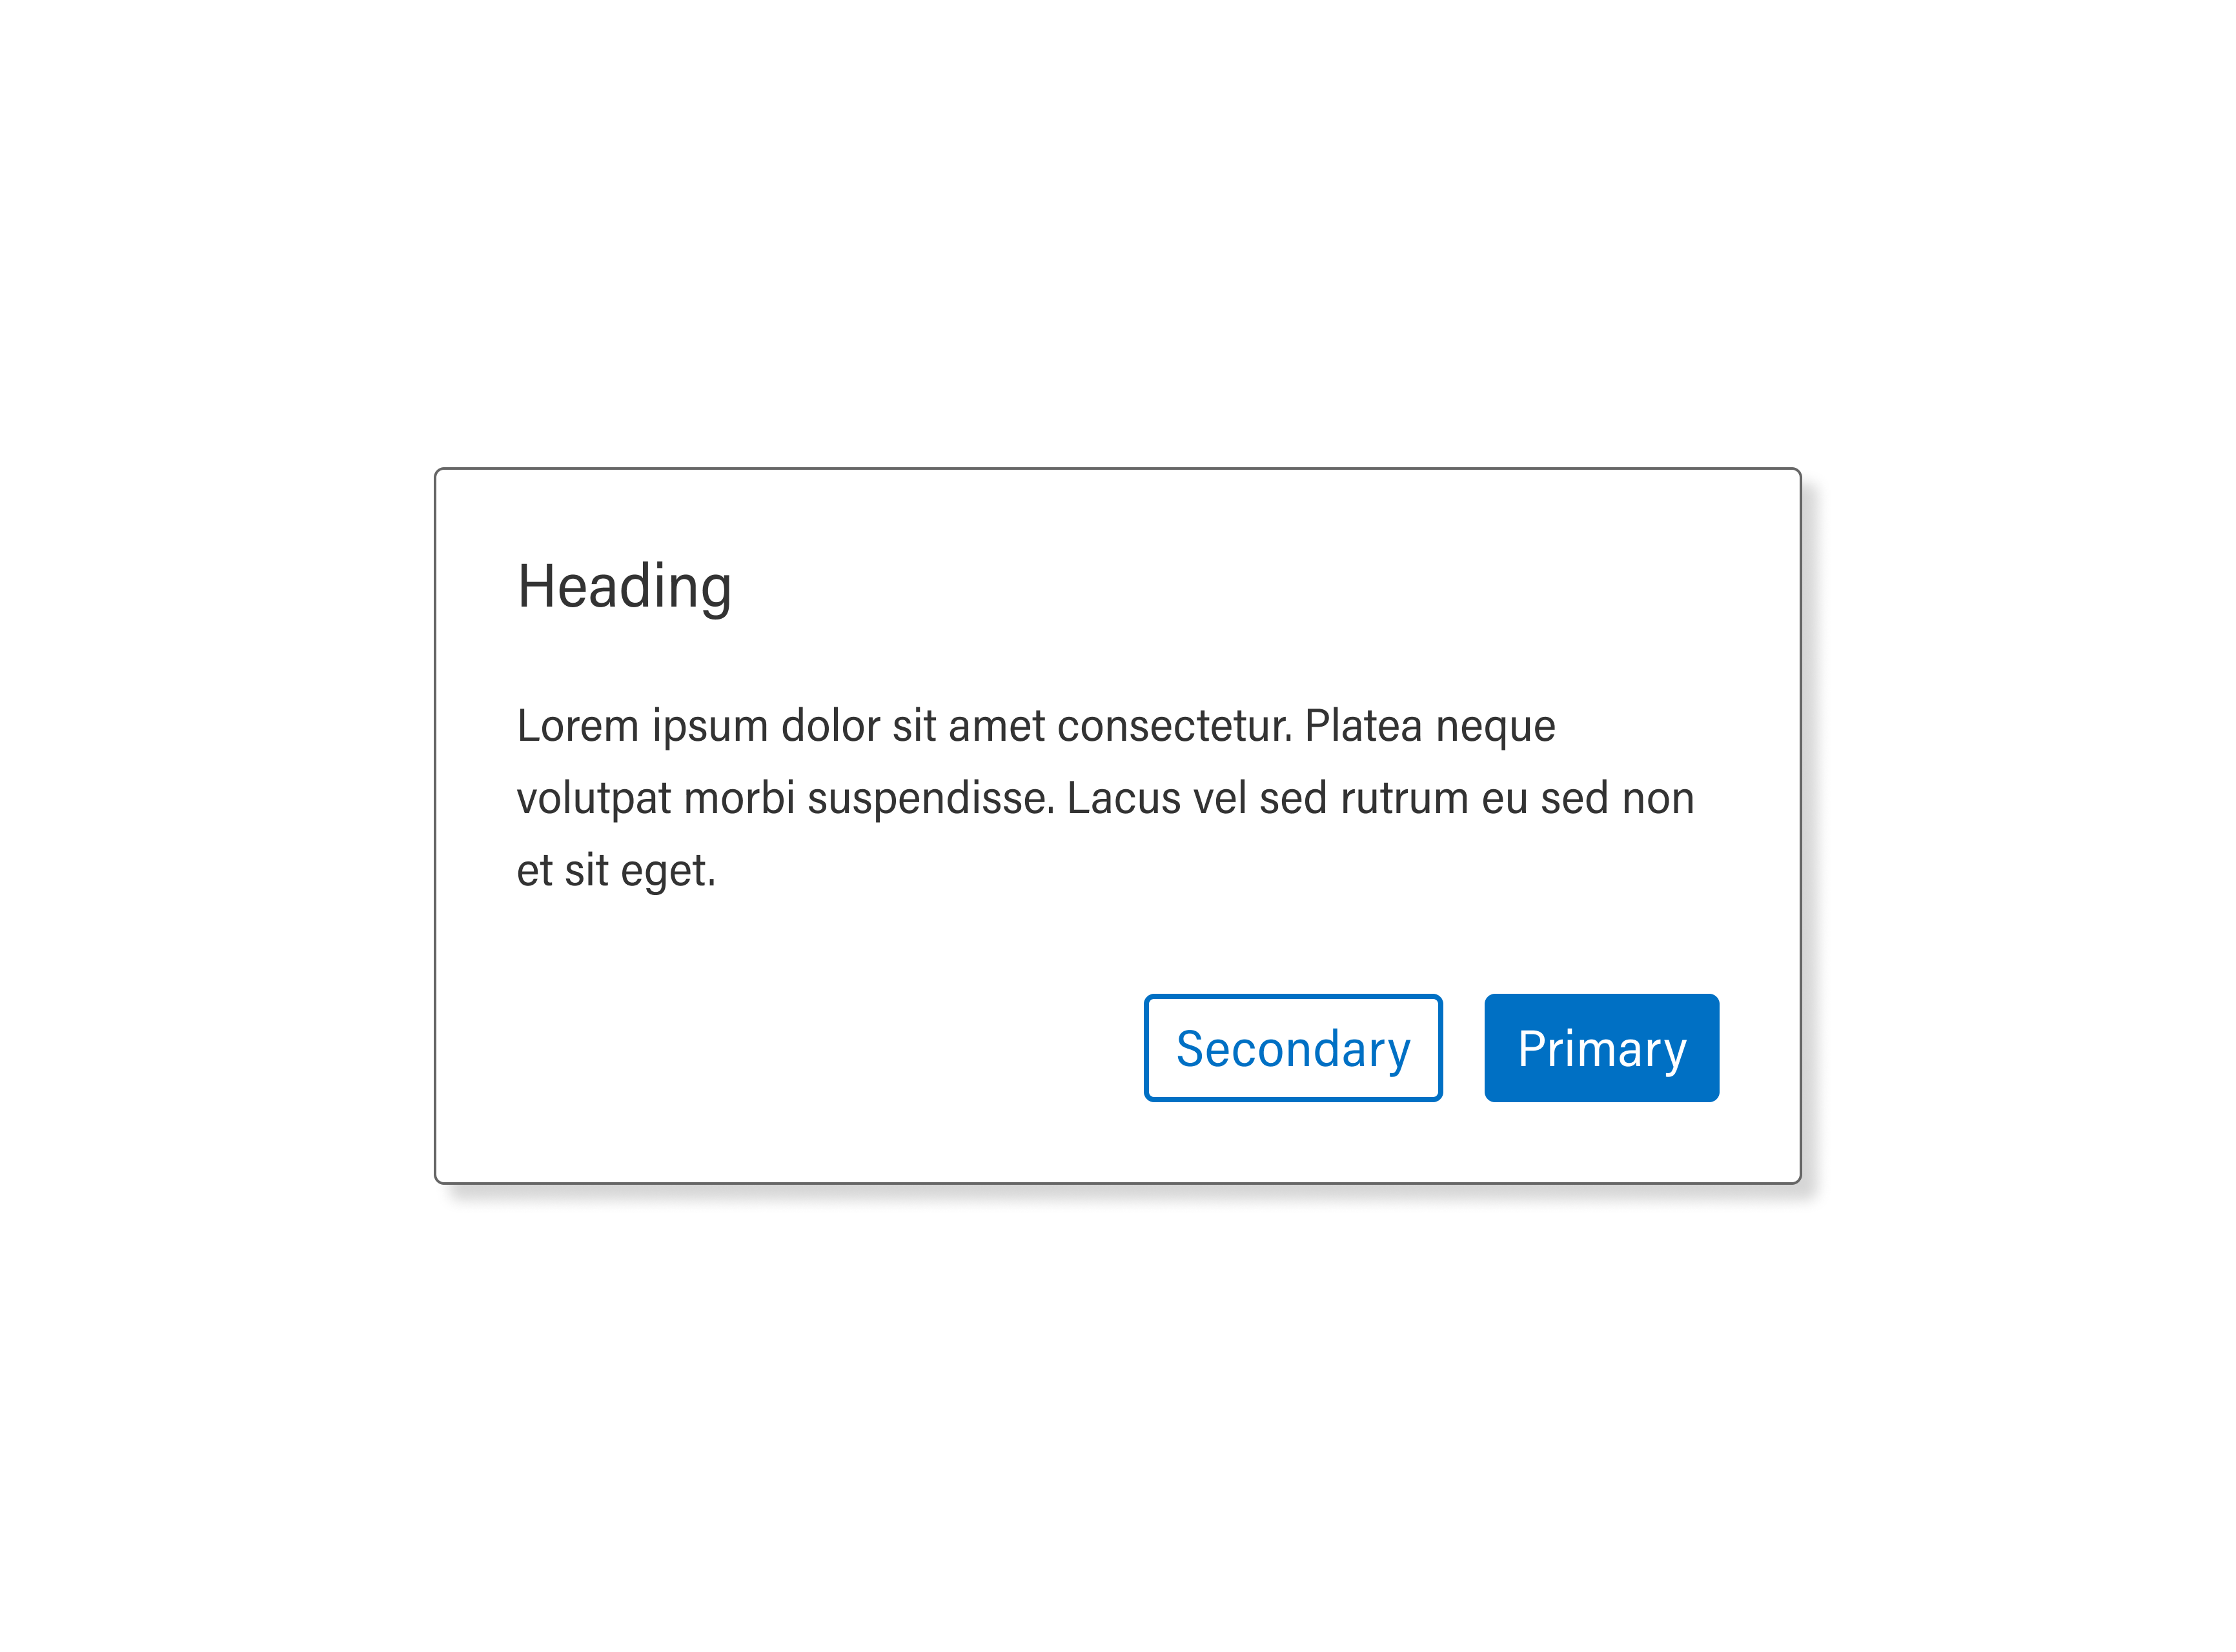 Heading
Lorem ipsum dolor sit amet consectetur. Platea neque
volutpat morbi suspendisse. Lacus vel sed rutrum eu sed non
et sit eget.
Secondary Primary